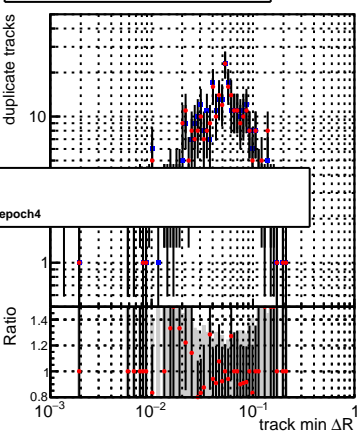 duplicate tracks
10
epoch4
1
Ratio
1.4
1.2
1
0.8
10⁻³
10⁻²
10⁻¹
1
track min ΔR